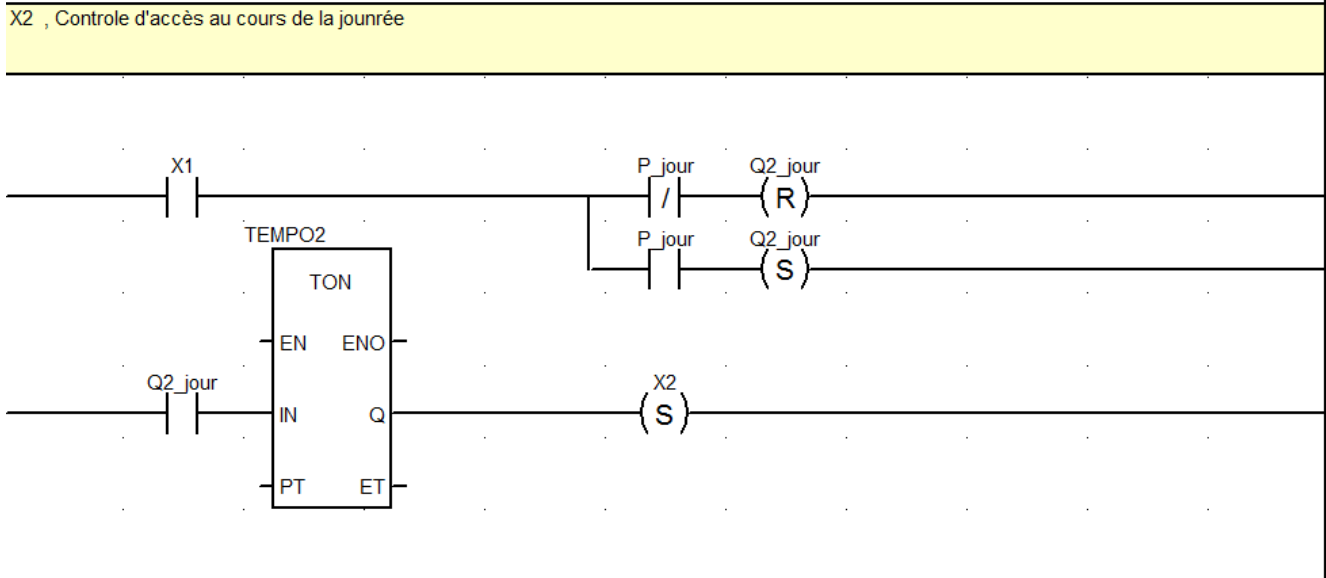 X2 , Controle d'accès au cours de la jounrée
X1
P_jour
Q2_jour
/
R
TEMPO2
P_jour
Q2_jour
S
TON
EN ENO
Q2_jour
X2
IN Q
S
PT ET